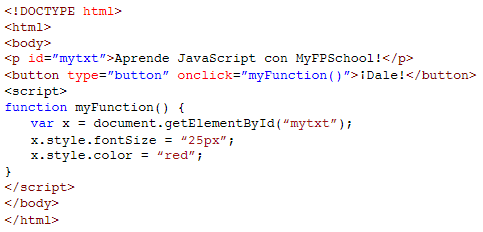 <!DOCTYPE html>
<html>
<body>
<p id="mytxt">Aprende JavaScript con MyFPSchool!</p>
<button type="button" onclick="myFunction()">¡Dale!</button>
<script>
function myFunction() {
var x = document.getElementById(“mytxt”);
x.style.fontSize = “25px”;
x.style.color = “red”;
}
</script>
</body>
</html>